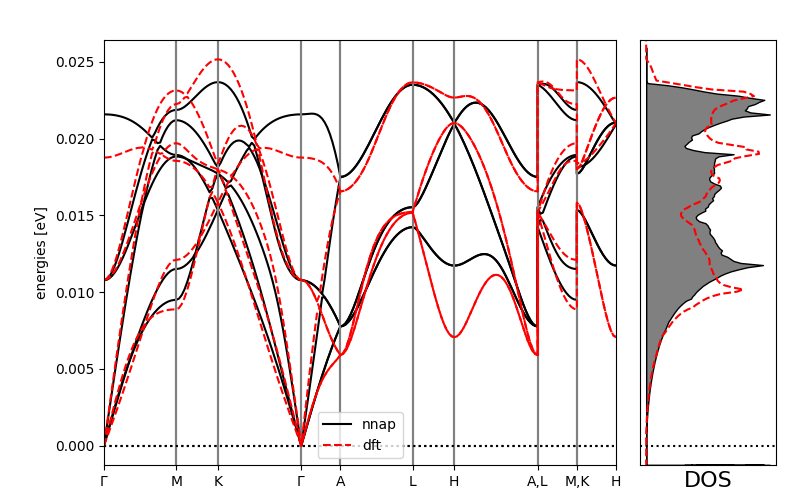 0.025
0.020
0.015
0.010
0.005
0.000
energies [eV]
nnap
dft
Γ M K Γ A L H A,L M,K H
DOS